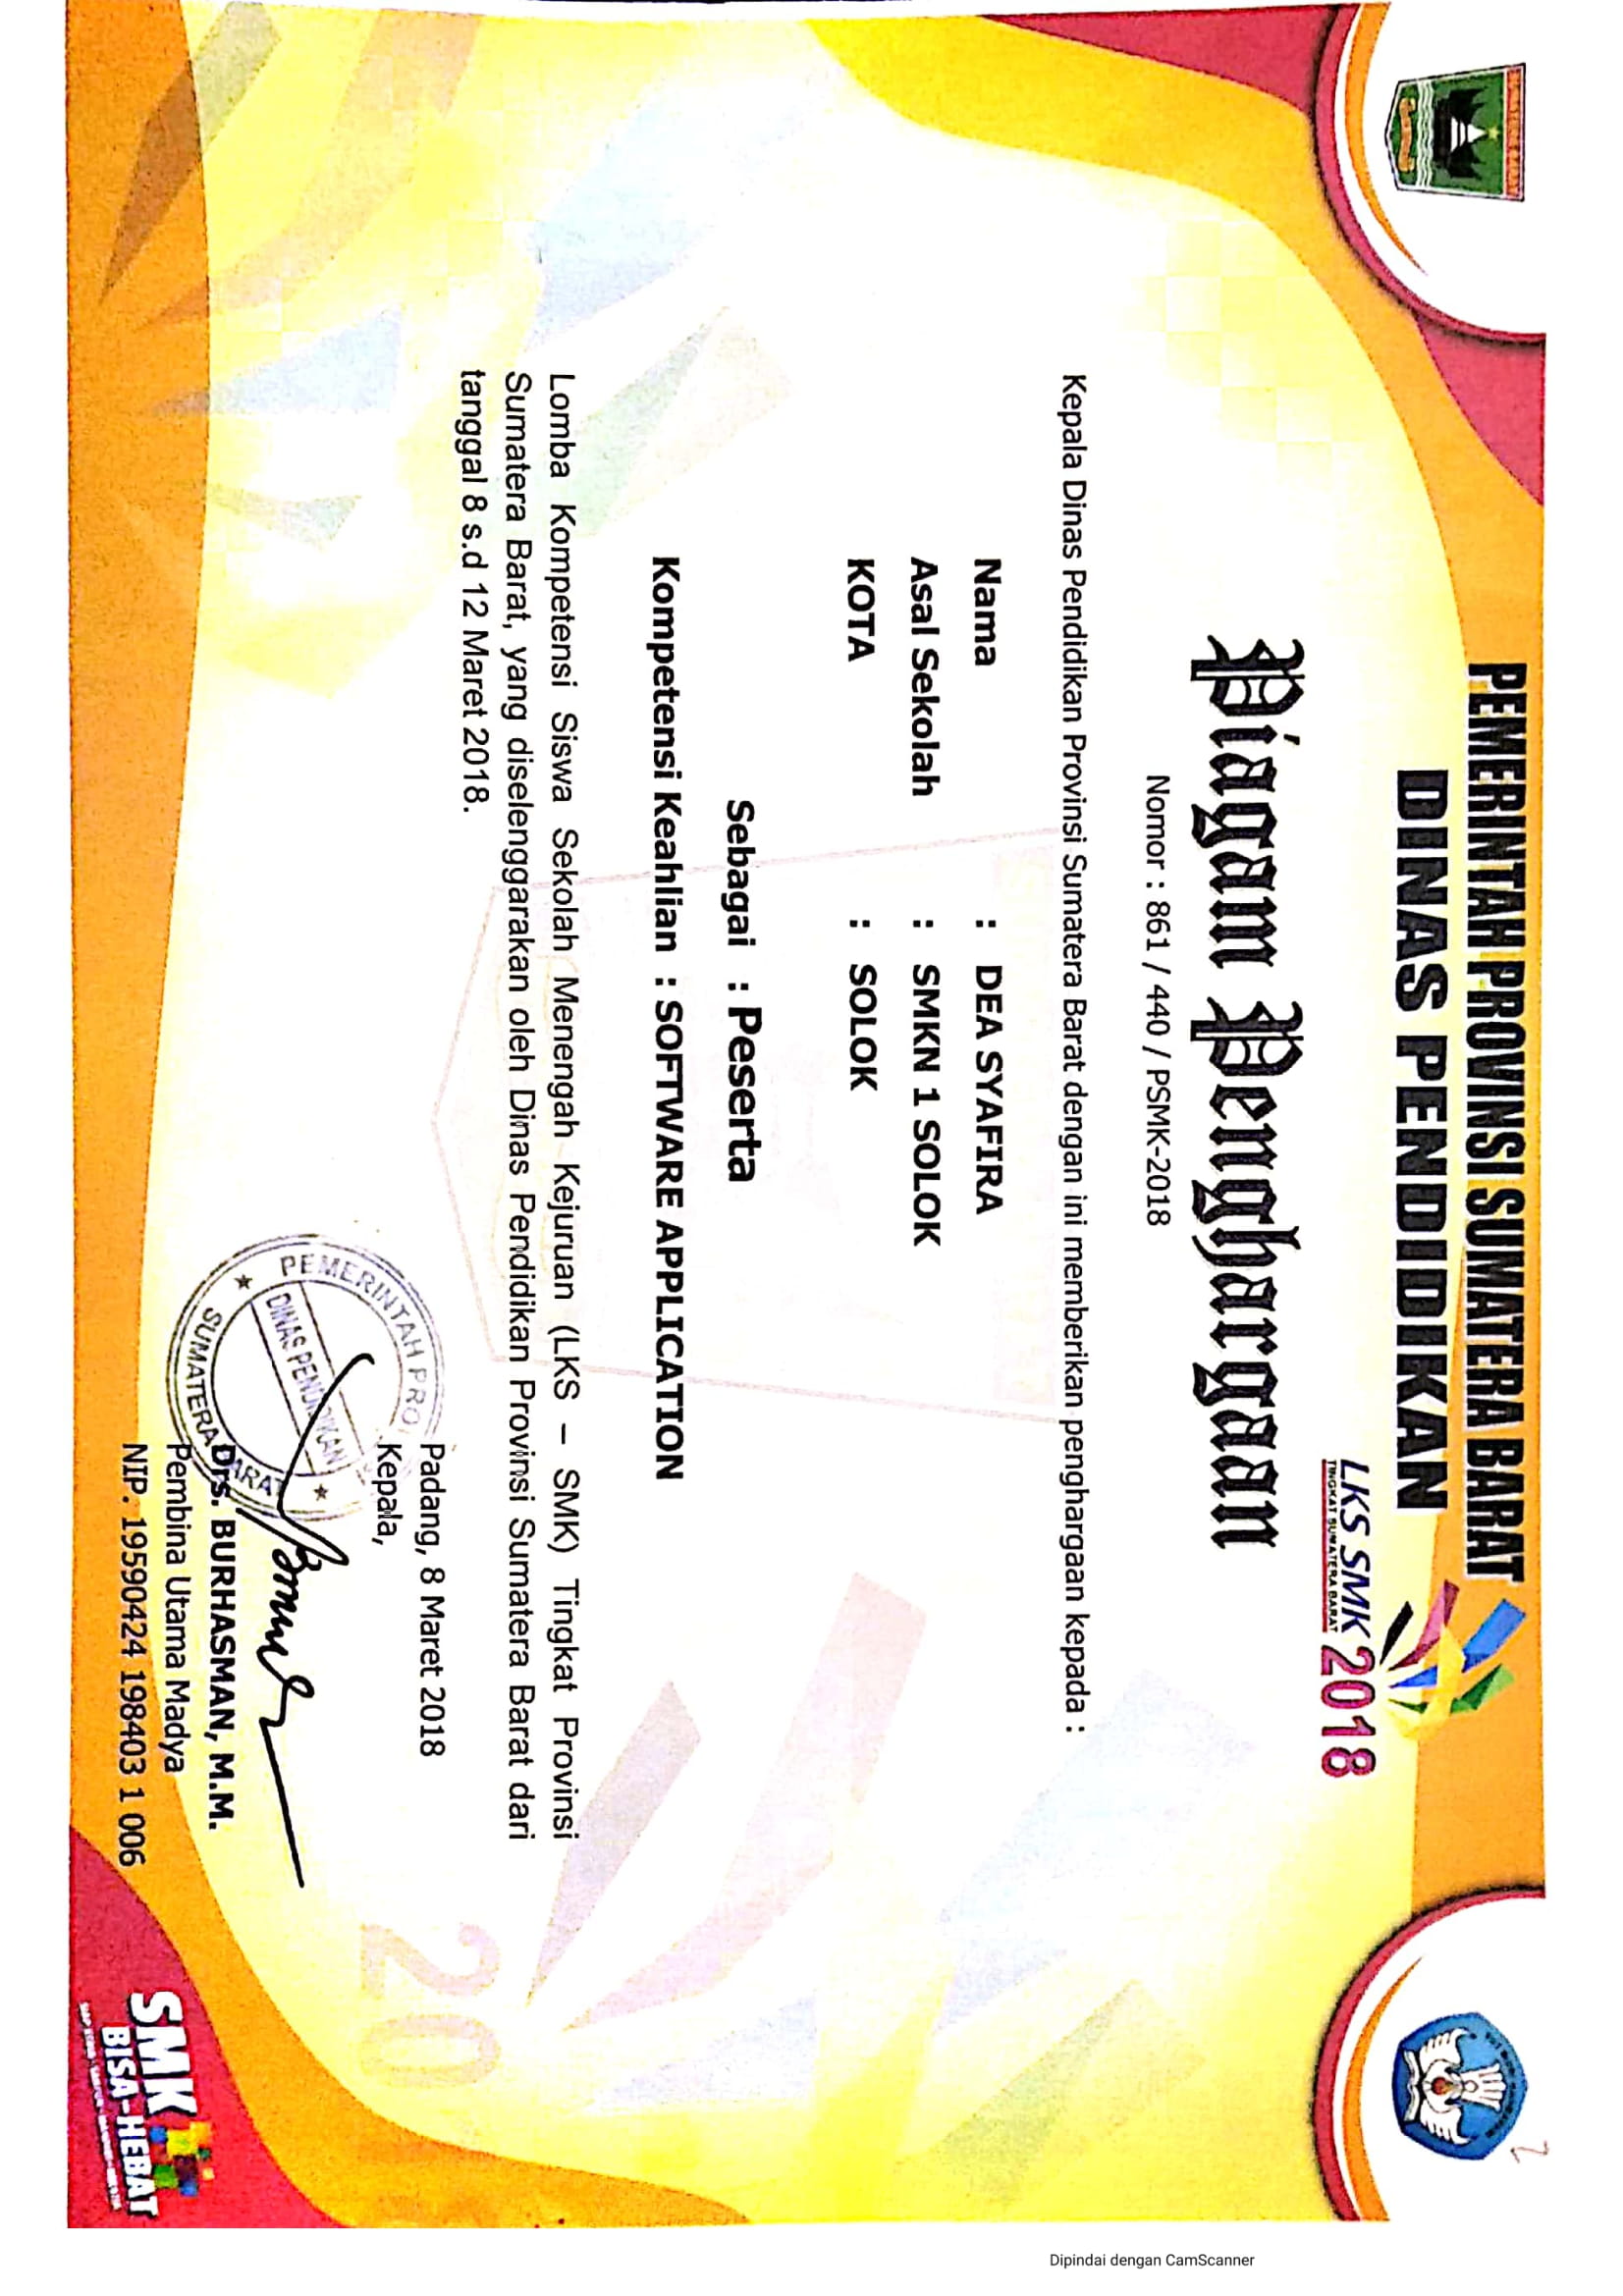 SUMATERA BARAT
PEMERINTAH PROVINSI SUMATERA BARAT
DINAS PENDIDIKAN
LKS SMK 2018
TINGKAT SUMATERA BARAT
Piagam Penghargaan
Nomor : 861 / 440 / PSMK-2018
Kepala Dinas Pendidikan Provinsi Sumatera Barat dengan ini memberikan penghargaan kepada :
Nama : DEA SYAFIRA
Asal Sekolah : SMKN 1 SOLOK
KOTA : SOLOK
Sebagai : Peserta
Kompetensi Keahlian : SOFTWARE APPLICATION
Lomba Kompetensi Siswa Sekolah Menengah Kejuruan (LKS – SMK) Tingkat Provinsi
Sumatera Barat, yang diselenggarakan oleh Dinas Pendidikan Provinsi Sumatera Barat dari
tanggal 8 s.d 12 Maret 2018.
Padang, 8 Maret 2018
Kepala,
PEMERINTAH PRO
DINAS PENDIDIKAN
SUMATERA BARAT
Drs. BURHASMAN, M.M.
Pembina Utama Madya
NIP. 19590424 198403 1 006
20
SMK
BISA-HEBAT
Dipindai dengan CamScanner